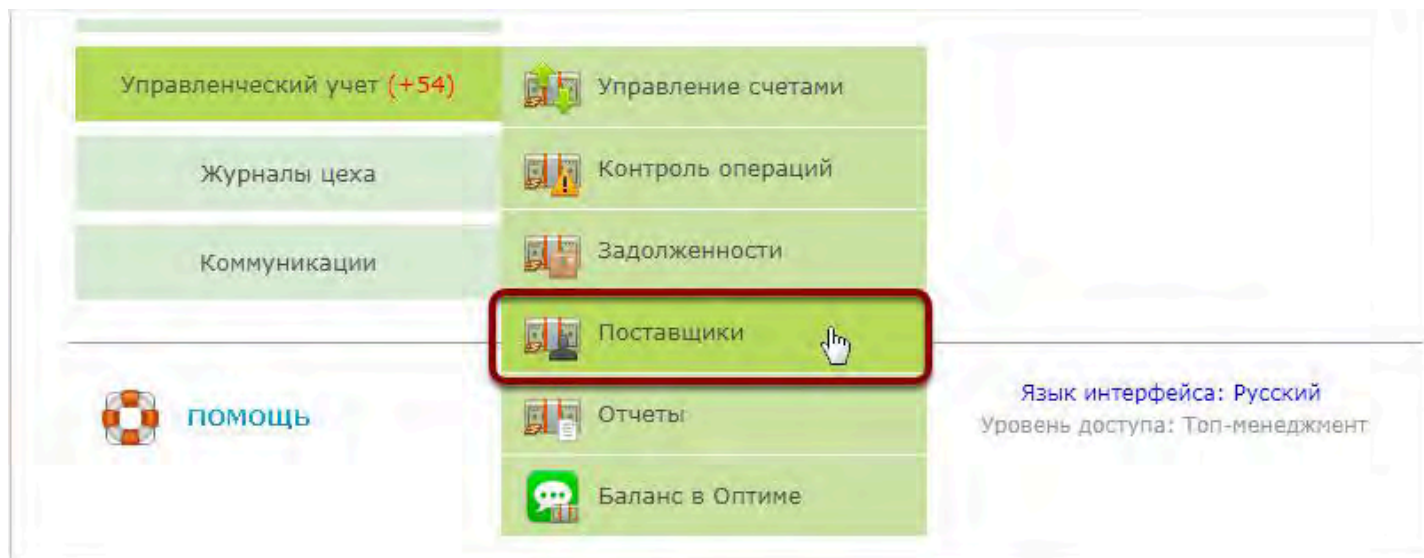 Управленческий учет (+54)
Журналы цеха
Коммуникации
Управление счетами
Контроль операций
Задолженности
Поставщики
Отчеты
Баланс в Оптиме
ПОМОЩЬ
Язык интерфейса: Русский
Уровень доступа: Топ-менеджмент